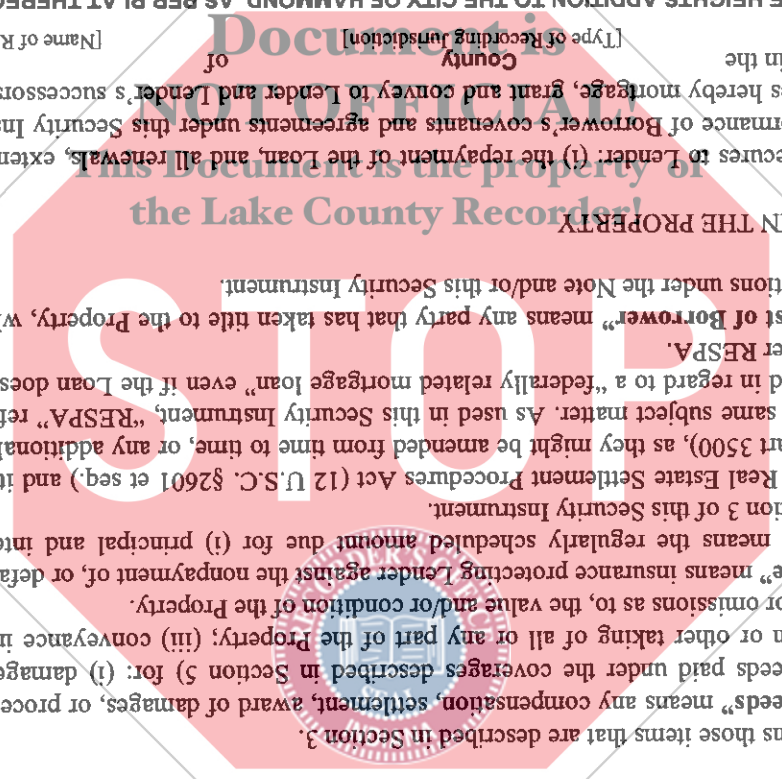 Document is
NOT OFFICIAL!
This Document is the property of
the Lake County Recorder!
STOP
RECORDER'S
SEAL
INDIANA
ns those items that are described in Section 3.
eeds" means any compensation, settlement, award of damages, or procee
eeds paid under the coverages described in Section 5) for: (i) damage
n or other taking of all or any part of the Property; (iii) conveyance in
or omissions as to, the value and/or condition of the Property.
e" means insurance protecting Lender against the nonpayment of, or defa
means the regularly scheduled amount due for (i) principal and inte
tion 3 of this Security Instrument.
Real Estate Settlement Procedures Act (12 U.S.C. §2601 et seq.) and it
art 3500), as they might be amended from time to time, or any additional
same subject matter. As used in this Security Instrument, "RESPA" ref
d in regard to a "federally related mortgage loan" even if the Loan does
er RESPA.
st of Borrower" means any party that has taken title to the Property, w
tions under the Note and/or this Security Instrument.
IN THE PROPERTY
ecures to Lender: (i) the repayment of the Loan, and all renewals, exten
ormance of Borrower's covenants and agreements under this Security Ins
es hereby mortgage, grant and convey to Lender and Lender's successors
in the County of
[Type of Recording Jurisdiction] [Name of R
E HEIGHTS ADDITION TO THE CITY OF HAMMOND, AS PER PLAT THEREO